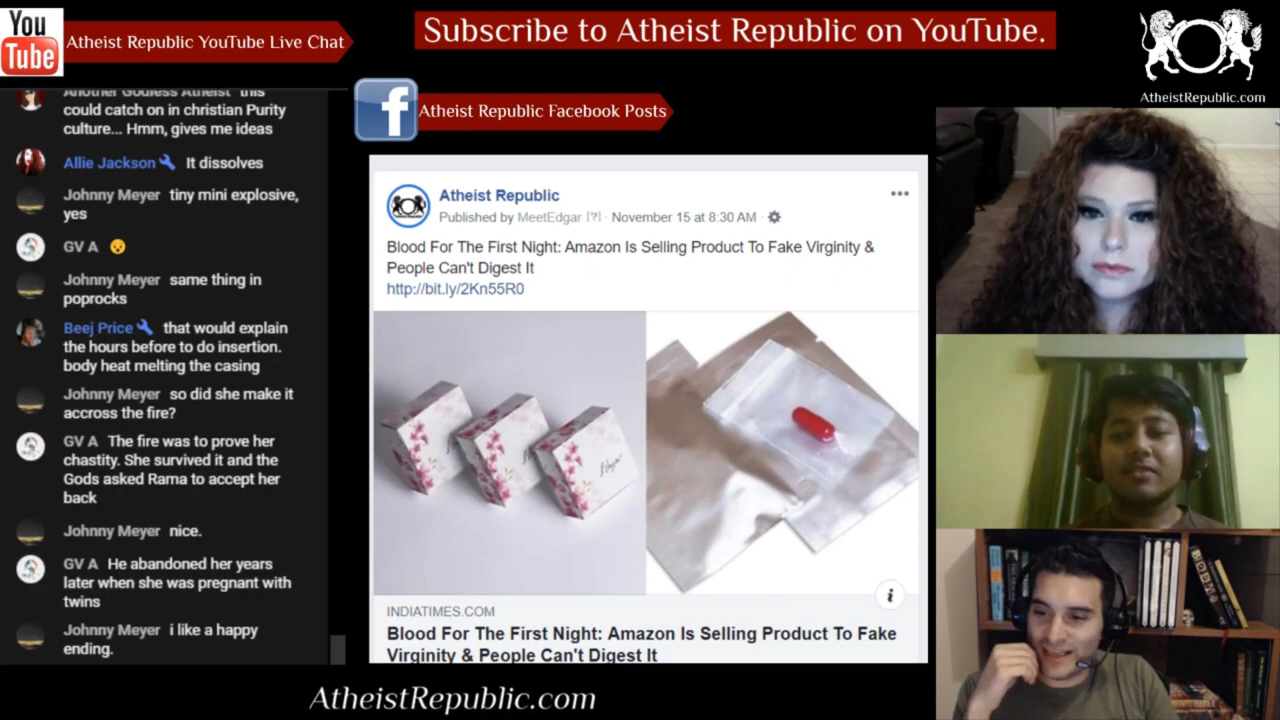 You
Tube
Atheist Republic YouTube Live Chat
Subscribe to Atheist Republic on YouTube.
AtheistRepublic.com
Another Godless Atheist this
could catch on in christian Purity
culture... Hmm, gives me ideas
Allie Jackson It dissolves
Johnny Meyer tiny mini explosive,
yes
GV A 😮
Johnny Meyer same thing in
poprocks
Beej Price that would explain
the hours before to do insertion.
body heat melting the casing
Johnny Meyer so did she make it
accross the fire?
GV A The fire was to prove her
chastity. She survived it and the
Gods asked Rama to accept her
back
Johnny Meyer nice.
GV A He abandoned her years
later when she was pregnant with
twins
Johnny Meyer i like a happy
ending.
f
Atheist Republic Facebook Posts
Atheist Republic
Published by MeetEdgar [?] · November 15 at 8:30 AM ·
Blood For The First Night: Amazon Is Selling Product To Fake Virginity &
People Can't Digest It
http://bit.ly/2Kn55R0
i
INDIATIMES.COM
Blood For The First Night: Amazon Is Selling Product To Fake
Virginity & People Can't Digest It
AtheistRepublic.com
BODY
BIBLE